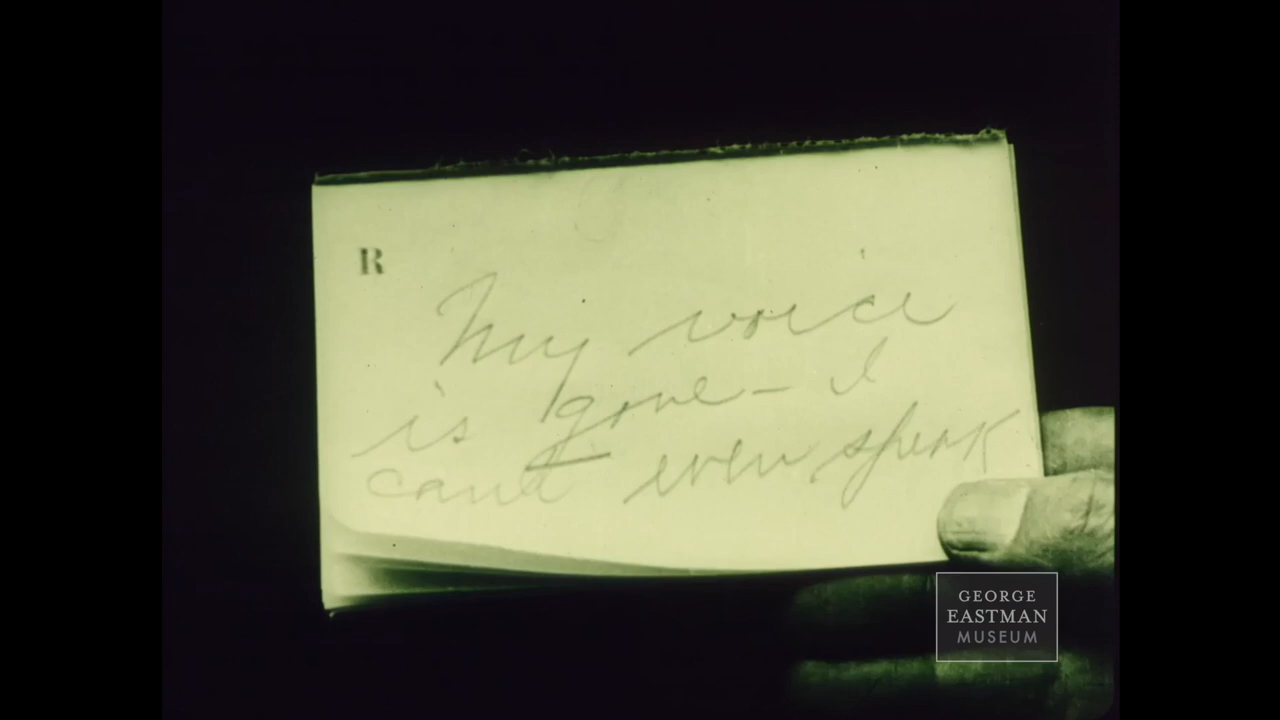 R
My voice
is gone - I
can't even speak
GEORGE
EASTMAN
MUSEUM